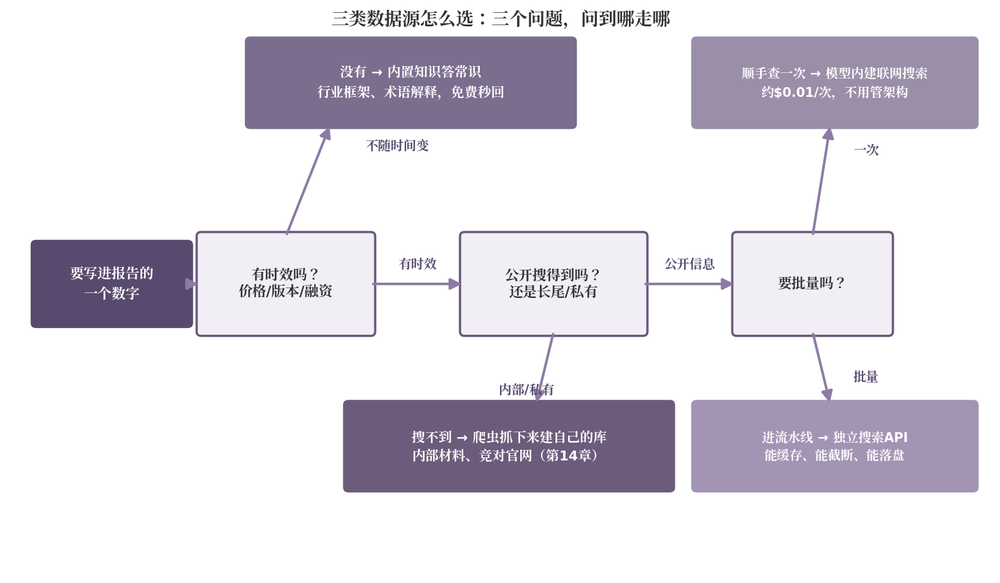 三类数据源怎么选：三个问题，问到哪走哪
没有 → 内置知识答常识
行业框架、术语解释，免费秒回
顺手查一次 → 模型内建联网搜索
约$0.01/次，不用管架构
不随时间变
一次
要写进报告的
一个数字
有时效吗？
价格/版本/融资
有时效
公开搜得到吗？
还是长尾/私有
公开信息
要批量吗？
内部/私有
批量
搜不到 → 爬虫抓下来建自己的库
内部材料、竞对官网（第14章）
进流水线 → 独立搜索API
能缓存、能截断、能落盘